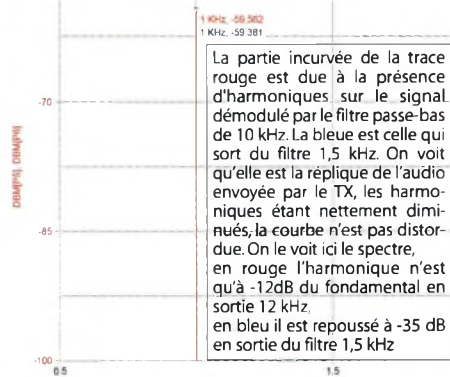 1 KHz, -59.562
1 KHz, -59.381
La partie incurvée de la trace
rouge est due à la présence
d'harmoniques sur le signal
démodulé par le filtre passe-bas
de 10 kHz. La bleue est celle qui
sort du filtre 1,5 kHz. On voit
qu'elle est la réplique de l'audio
envoyée par le TX, les harmo-
niques étant nettement dimi-
nués, la courbe n'est pas distor-
due. On le voit ici le spectre,
en rouge l'harmonique n'est
qu'à -12dB du fondamental en
sortie 12 kHz,
en bleu il est repoussé à -35 dB
en sortie du filtre 1,5 kHz
-70
DBM[P5], DBM[P6]
-85
-100
0.5
1.5